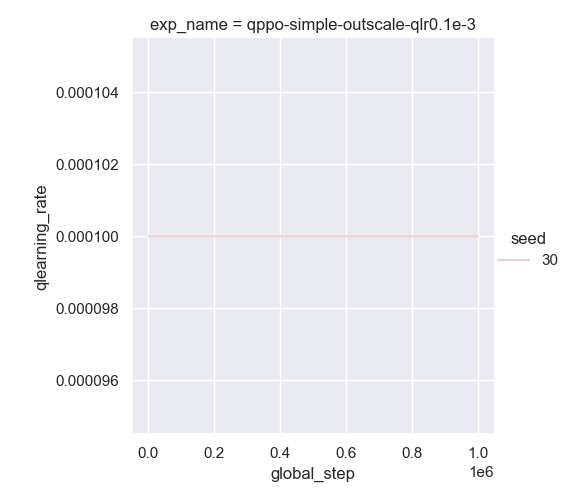 exp_name = qppo-simple-outscale-qlr0.1e-3
qlearning_rate
0.000104
0.000102
0.000100
0.000098
0.000096
0.0 0.2 0.4 0.6 0.8 1.0
1e6
global_step
seed
30